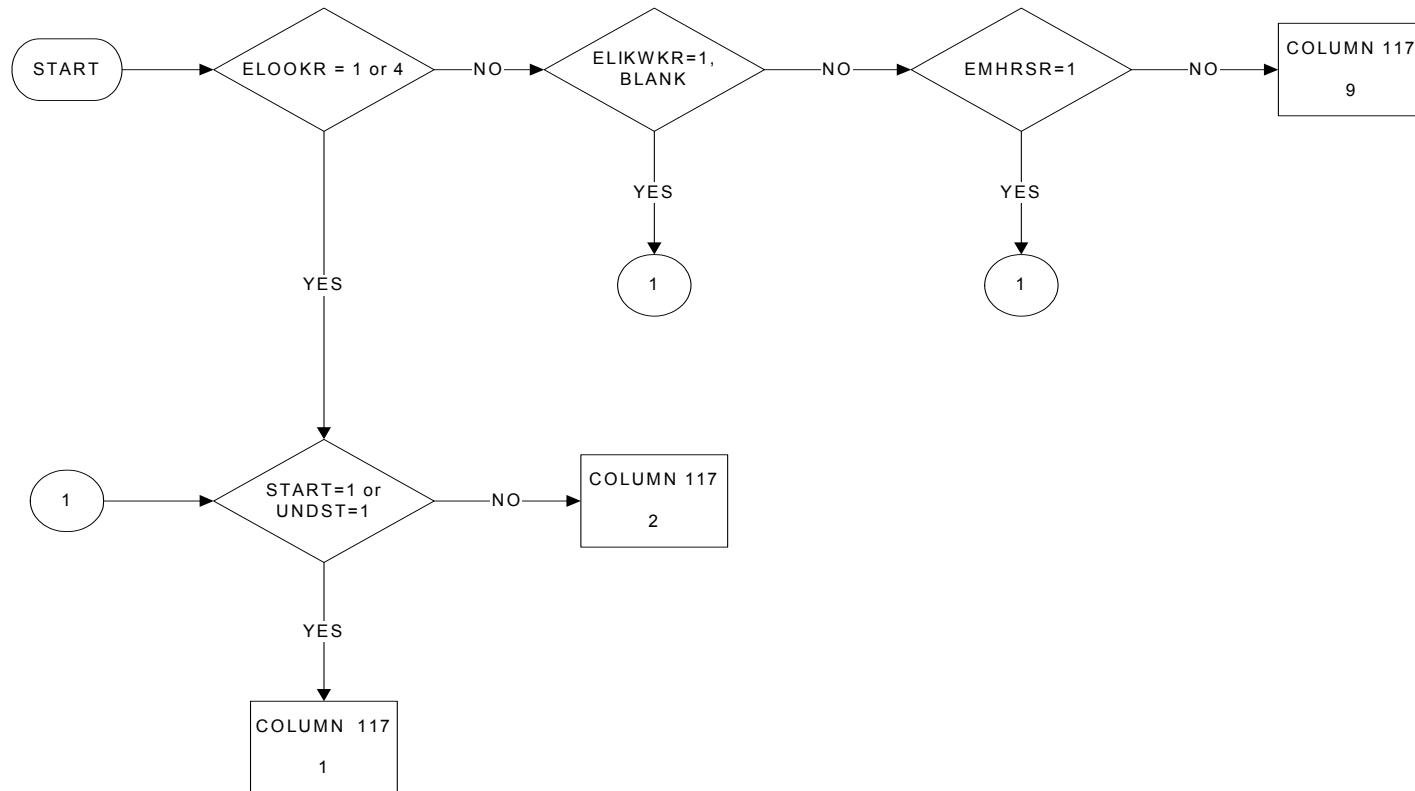 START
ELOOKR = 1 or 4
NO
ELIKWKR=1,
BLANK
NO
EMHRSR=1
NO
COLUMN 117
9
YES
YES
YES
1
1
1
START=1 or
UNDST=1
NO
COLUMN 117
2
YES
COLUMN 117
1